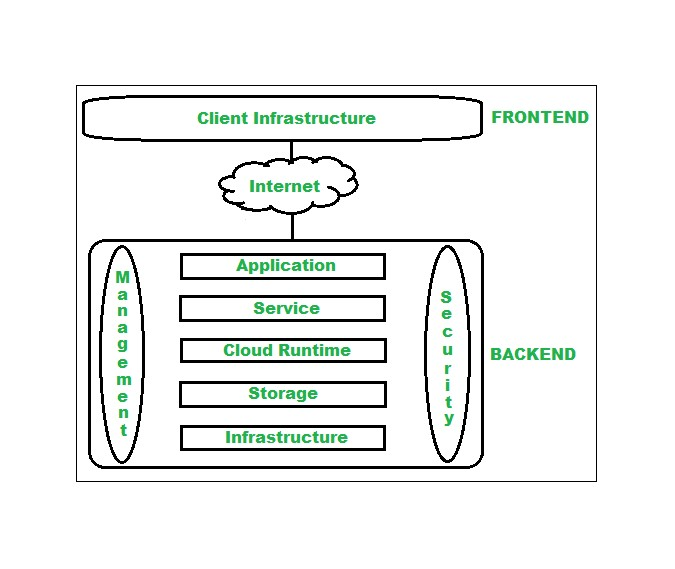 Client Infrastructure
FRONTEND
Internet
Application
Service
Cloud Runtime
Storage
Infrastructure
Management
Security
BACKEND